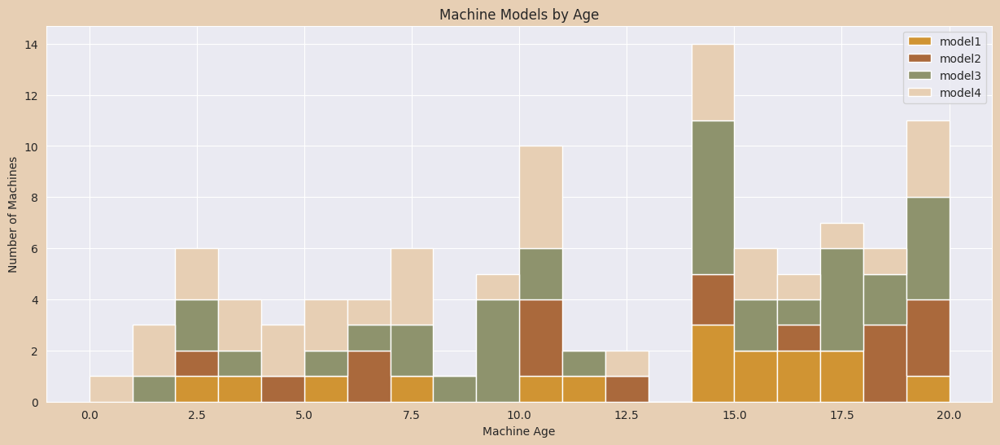 Machine Models by Age
model1
model2
model3
model4
Number of Machines
14
12
10
8
6
4
2
0
0.0 2.5 5.0 7.5 10.0 12.5 15.0 17.5 20.0
Machine Age